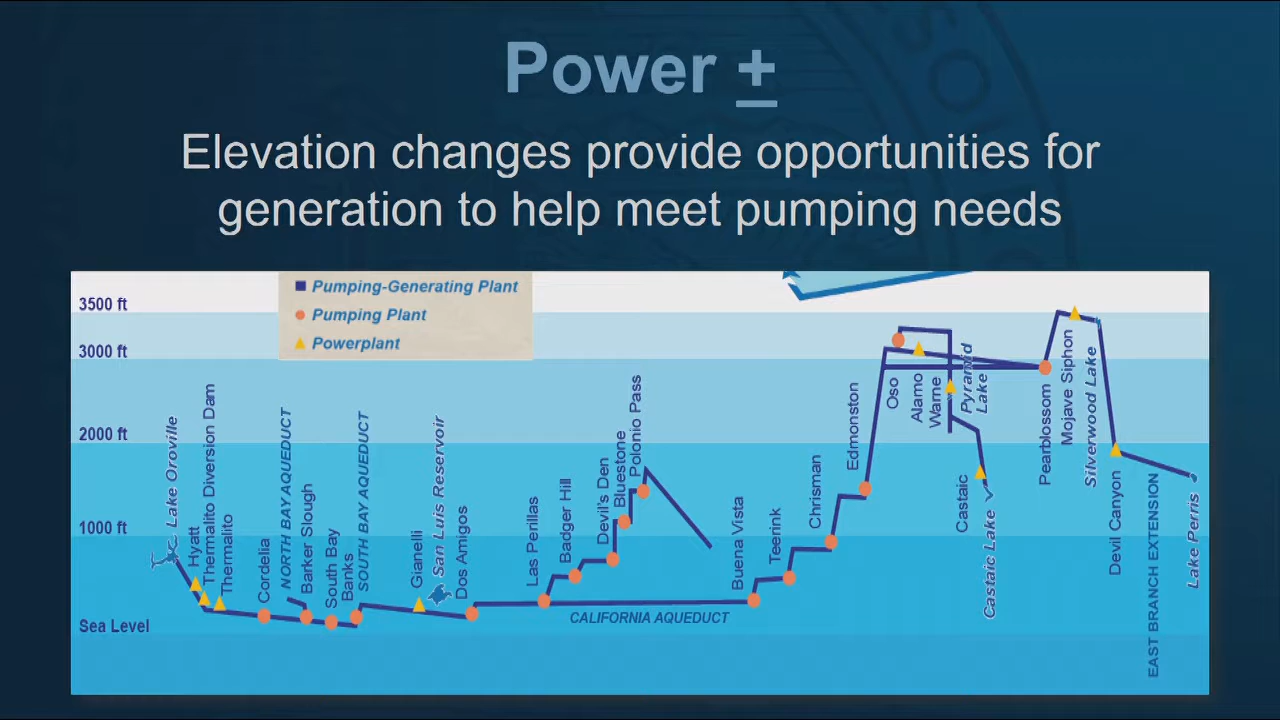 Power ±
Elevation changes provide opportunities for
generation to help meet pumping needs
Pumping-Generating Plant
Pumping Plant
Powerplant
3500 ft
3000 ft
2000 ft
1000 ft
Sea Level
Lake Oroville
Hyatt
Thermalito Diversion Dam
Thermalito
Cordelia
NORTH BAY AQUEDUCT
Barker Slough
South Bay
Banks
SOUTH BAY AQUEDUCT
Gianelli
San Luis Reservoir
Dos Amigos
Las Perillas
Badger Hill
Devil's Den
Bluestone
Polonio Pass
CALIFORNIA AQUEDUCT
Buena Vista
Teerink
Chrisman
Edmonston
Oso
Alamo
Warne
Pyramid
Lake
Castaic
Castaic Lake
Pearblossom
Mojave Siphon
Silverwood Lake
Devil Canyon
EAST BRANCH EXTENSION
Lake Perris